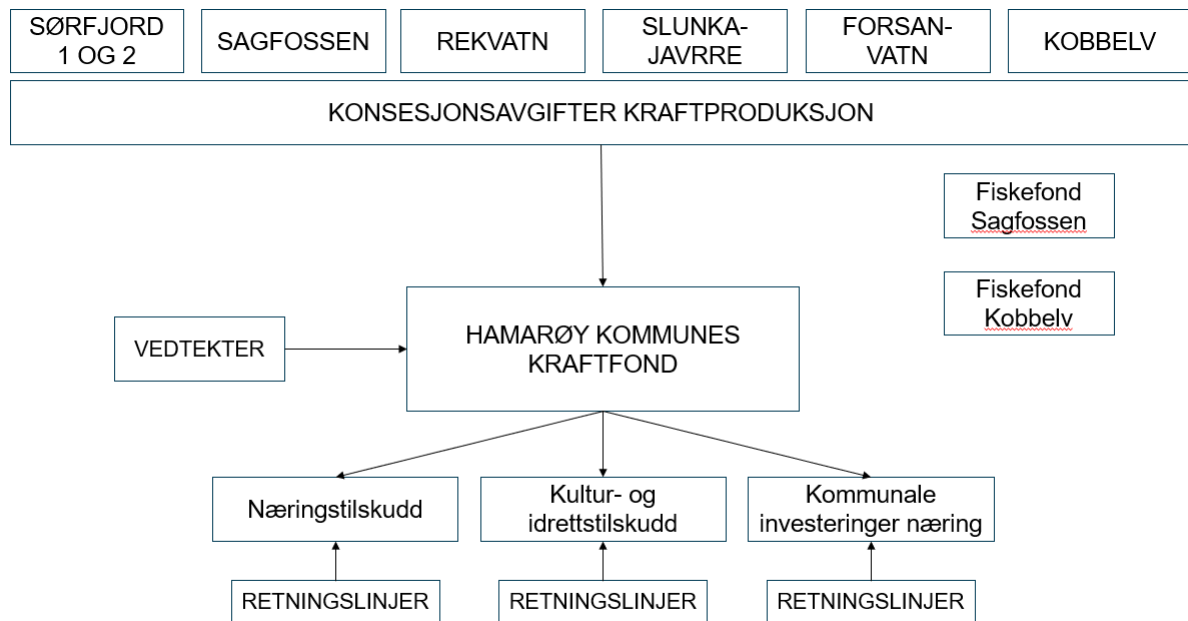 SØRFJORD
1 OG 2
SAGFOSSEN
REKVATN
SLUNKA-
JAVRRE
FORSAN-
VATN
KOBBELV
KONSESJONSAVGIFTER KRAFTPRODUKSJON
Fiskefond
Sagfossen
Fiskefond
Kobbelv
VEDTEKTER
HAMARØY KOMMUNES
KRAFTFOND
Næringstilskudd
Kultur- og
idrettstilskudd
Kommunale
investeringer næring
RETNINGSLINJER
RETNINGSLINJER
RETNINGSLINJER